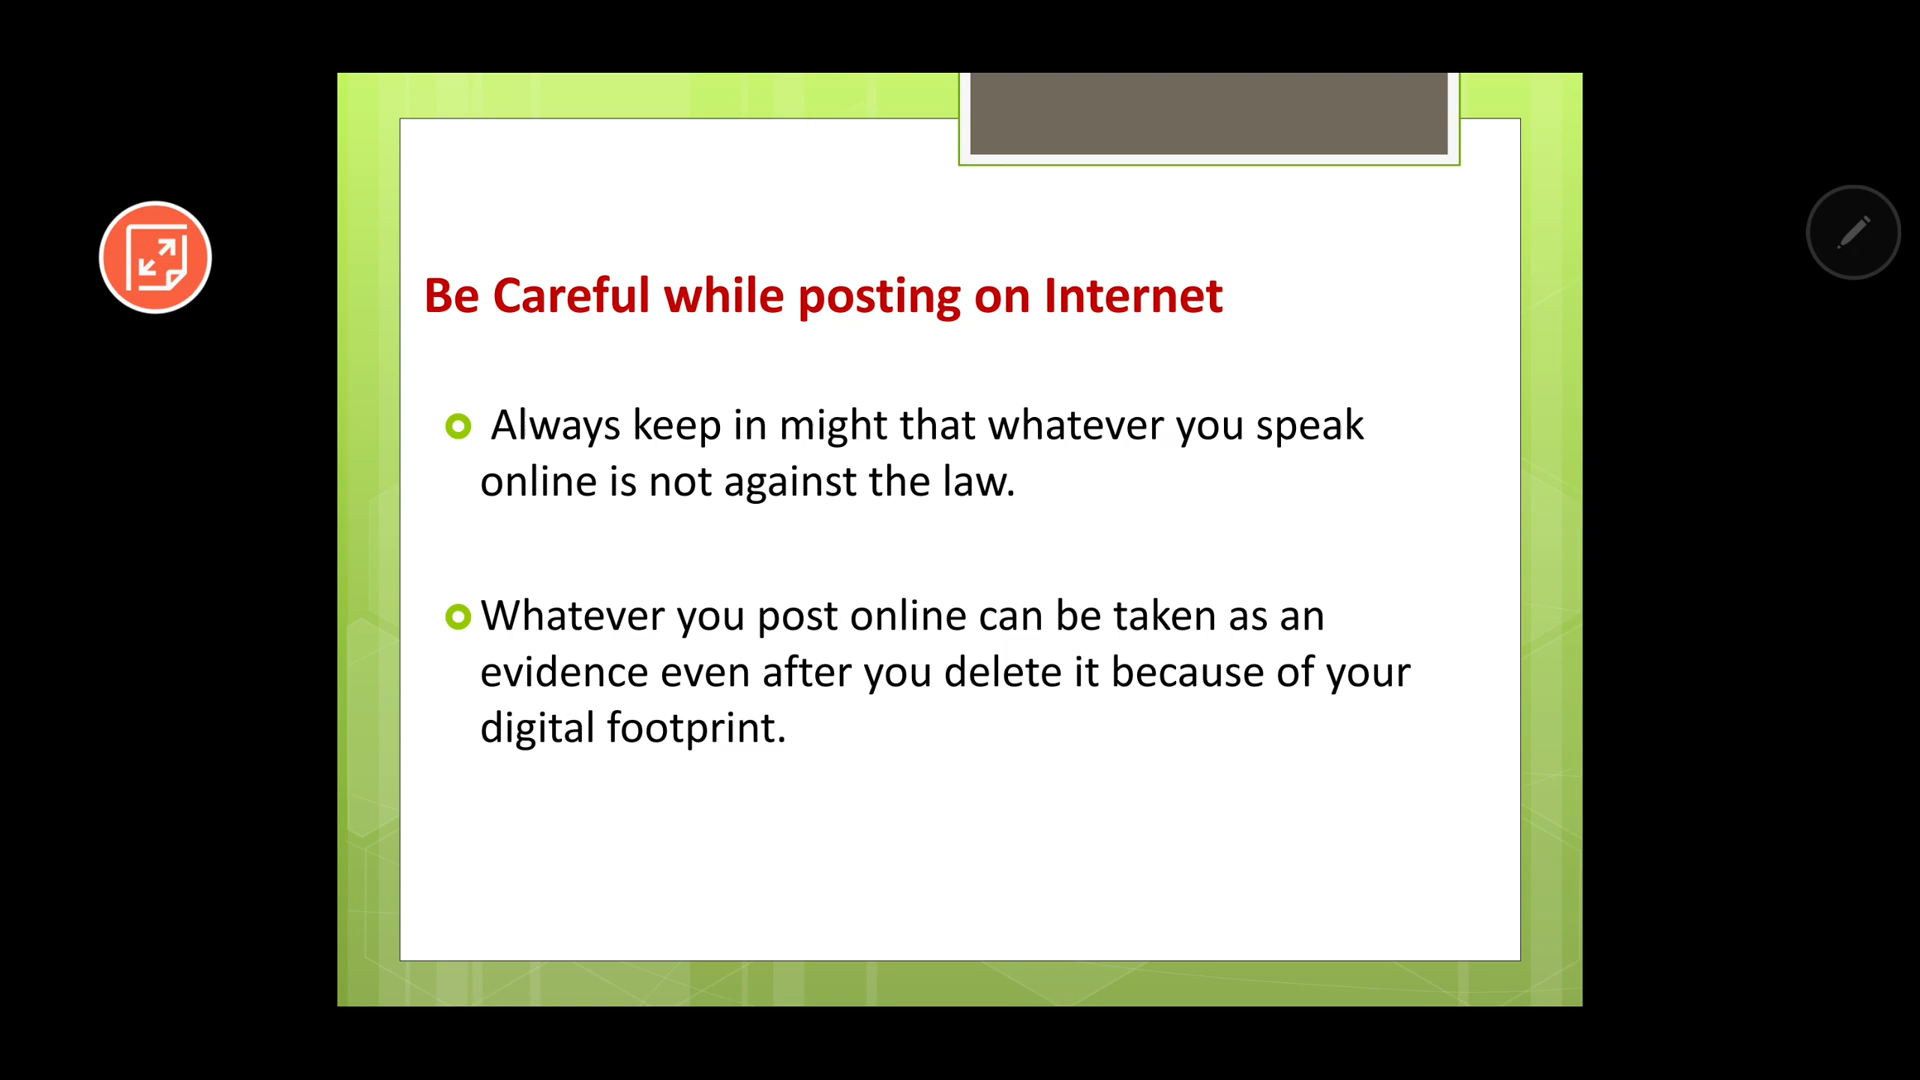 Be Careful while posting on Internet
Always keep in might that whatever you speak
online is not against the law.
Whatever you post online can be taken as an
evidence even after you delete it because of your
digital footprint.